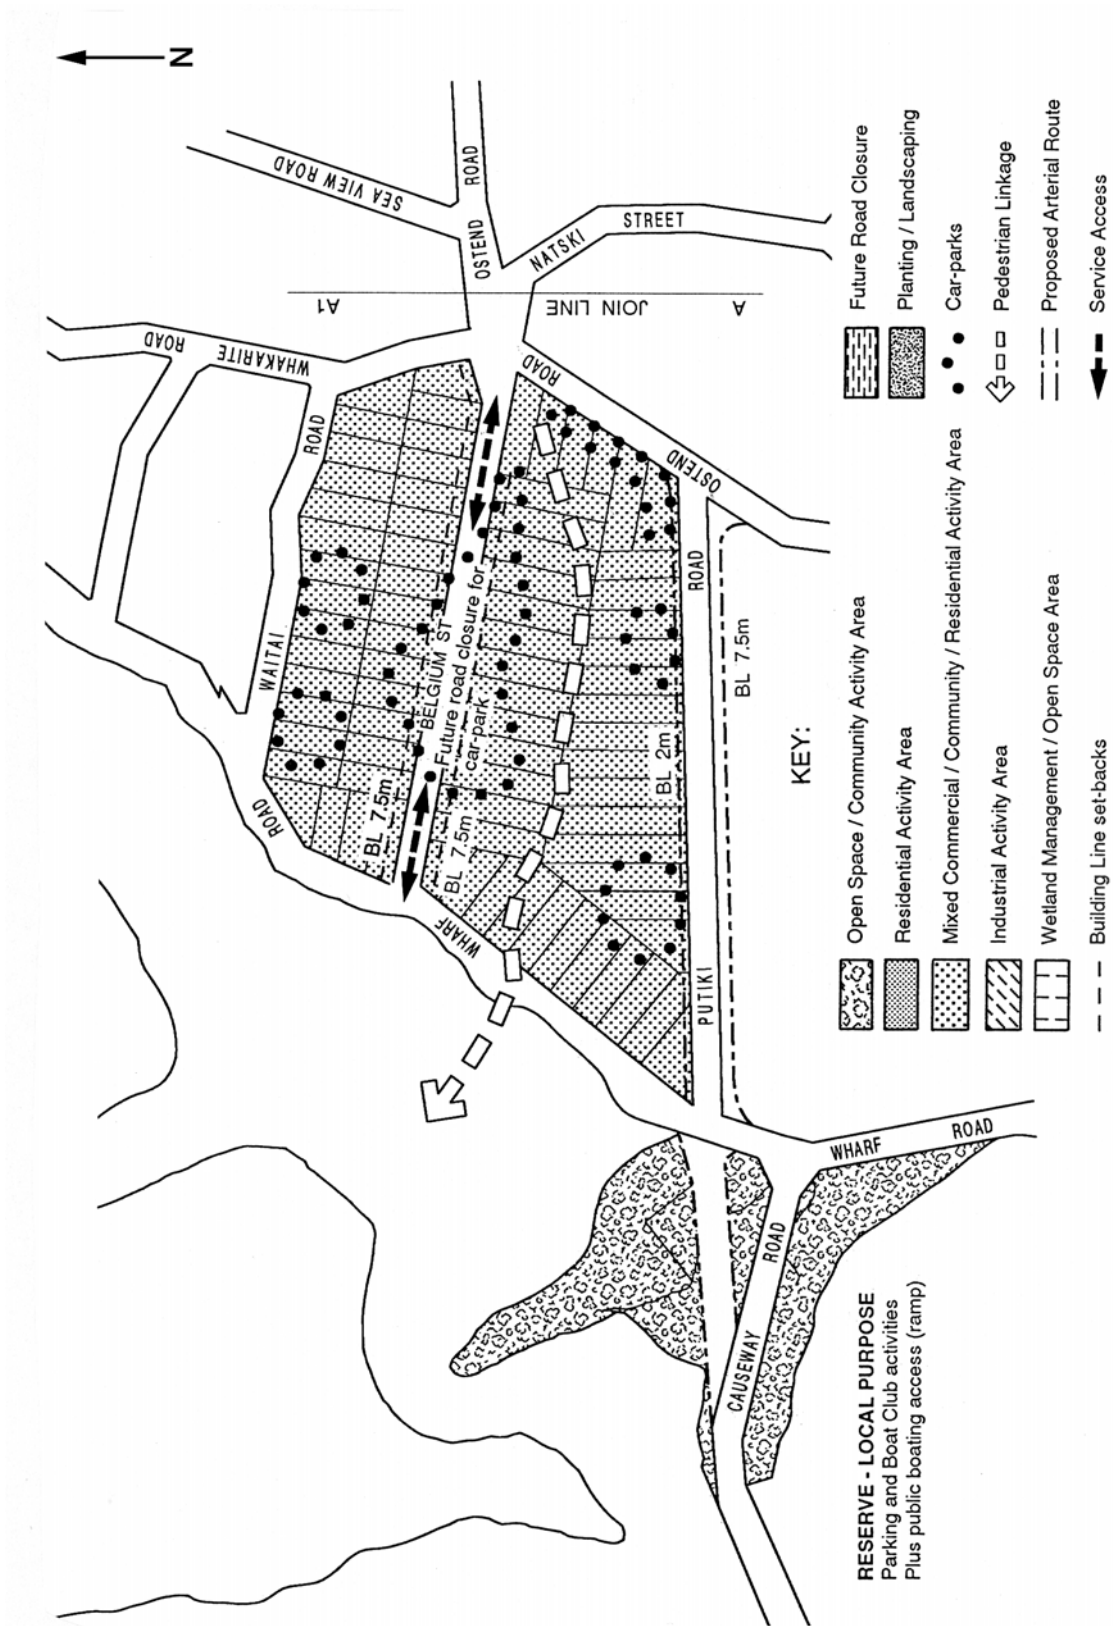 N
SEA VIEW ROAD
OSTEND
ROAD
NATSKI
STREET
A1
JOIN LINE
A
WHAKARITE
ROAD
WAITAI
ROAD
OSTEND
ROAD
ROAD
WHARF
BELGIUM ST
Future road closure for
car-park
BL 7.5m
BL 7.5m
BL 2m
BL 7.5m
PUTIKI
ROAD
CAUSEWAY
ROAD
WHARF
ROAD
RESERVE - LOCAL PURPOSE
Parking and Boat Club activities
Plus public boating access (ramp)
KEY:
Open Space / Community Activity Area
Residential Activity Area
Mixed Commercial / Community / Residential Activity Area
Industrial Activity Area
Wetland Management / Open Space Area
Building Line set-backs
Future Road Closure
Planting / Landscaping
Car-parks
Pedestrian Linkage
Proposed Arterial Route
Service Access